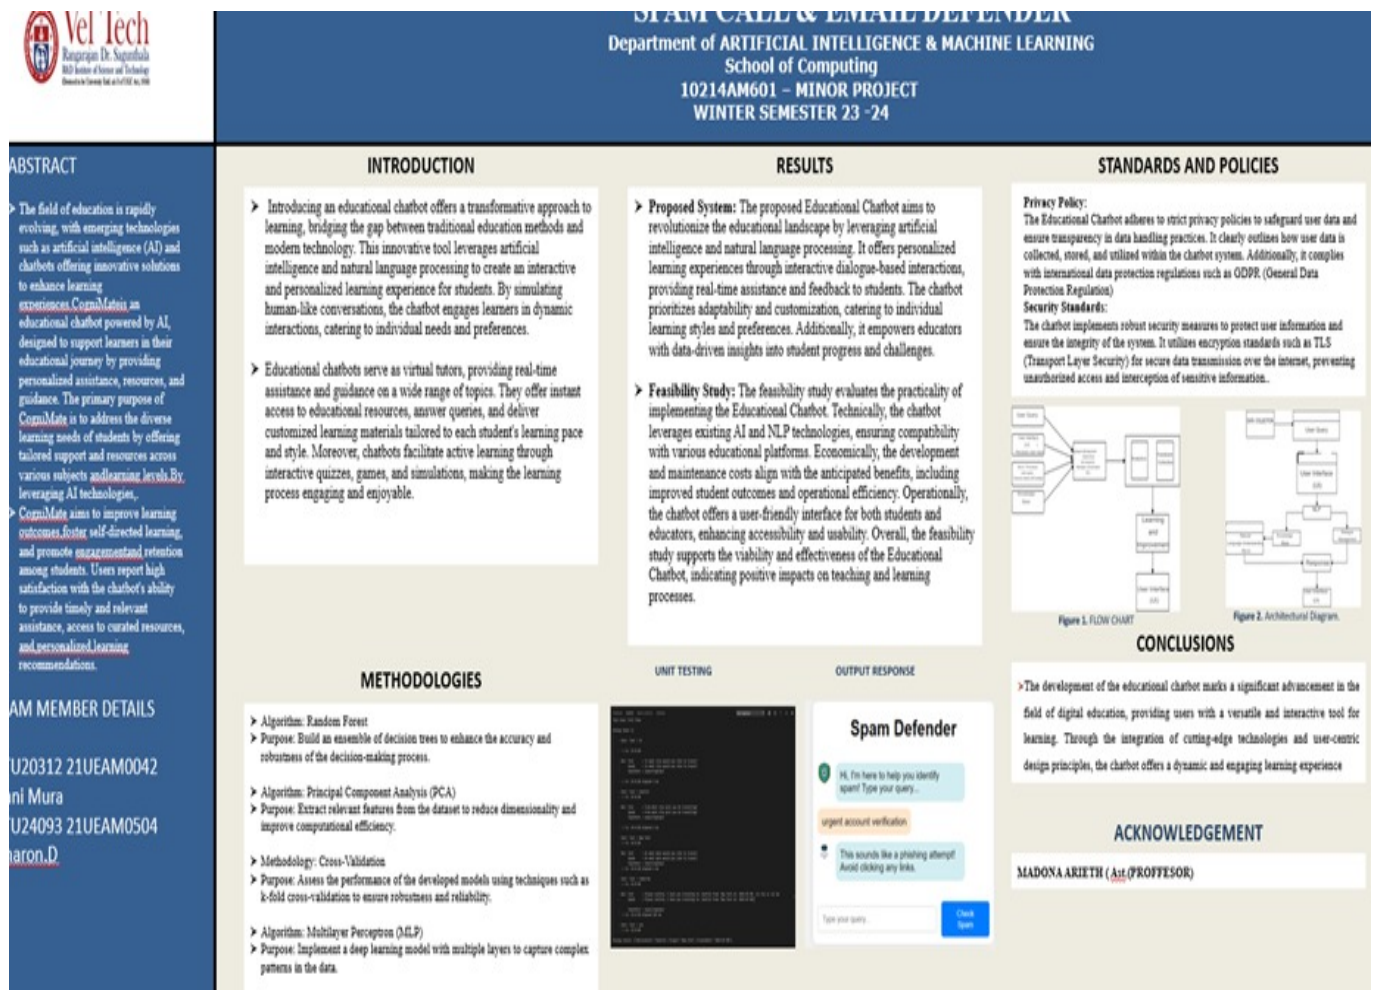 Vel Tech
Rangarajan Dr. Sagunthala
R&D Institute of Science and Technology
SPAM CALL & EMAIL DEFENDER
Department of ARTIFICIAL INTELLIGENCE & MACHINE LEARNING
School of Computing
10214AM601 – MINOR PROJECT
WINTER SEMESTER 23 -24
ABSTRACT
➤ The field of education is rapidly
evolving, with emerging technologies
such as artificial intelligence (AI) and
chatbots offering innovative solutions
to enhance learning
experiences.CogniMateis an
educational chatbot powered by AI,
designed to support learners in their
educational journey by providing
personalized assistance, resources, and
guidance. The primary purpose of
CogniMate is to address the diverse
learning needs of students by offering
tailored support and resources across
various subjects andlearning levels.By
leveraging AI technologies,.
➤ CogniMate aims to improve learning
outcomes,foster self-directed learning,
and promote engagementand retention
among students. Users report high
satisfaction with the chatbot's ability
to provide timely and relevant
assistance, access to curated resources,
and,personalized,learning
recommendations.
AM MEMBER DETAILS
TU20312 21UEAM0042
ani Mura
TU24093 21UEAM0504
haron.D
INTRODUCTION
➤ Introducing an educational chatbot offers a transformative approach to
learning, bridging the gap between traditional education methods and
modern technology. This innovative tool leverages artificial
intelligence and natural language processing to create an interactive
and personalized learning experience for students. By simulating
human-like conversations, the chatbot engages learners in dynamic
interactions, catering to individual needs and preferences.
➤ Educational chatbots serve as virtual tutors, providing real-time
assistance and guidance on a wide range of topics. They offer instant
access to educational resources, answer queries, and deliver
customized learning materials tailored to each student's learning pace
and style. Moreover, chatbots facilitate active learning through
interactive quizzes, games, and simulations, making the learning
process engaging and enjoyable.
METHODOLOGIES
➤ Algorithm: Random Forest
➤ Purpose: Build an ensemble of decision trees to enhance the accuracy and
robustness of the decision-making process.
➤ Algorithm: Principal Component Analysis (PCA)
➤ Purpose: Extract relevant features from the dataset to reduce dimensionality and
improve computational efficiency.
➤ Methodology: Cross-Validation
➤ Purpose: Assess the performance of the developed models using techniques such as
k-fold cross-validation to ensure robustness and reliability.
➤ Algorithm: Multilayer Perceptron (MLP)
➤ Purpose: Implement a deep learning model with multiple layers to capture complex
patterns in the data.
RESULTS
➤ Proposed System: The proposed Educational Chatbot aims to
revolutionize the educational landscape by leveraging artificial
intelligence and natural language processing. It offers personalized
learning experiences through interactive dialogue-based interactions,
providing real-time assistance and feedback to students. The chatbot
prioritizes adaptability and customization, catering to individual
learning styles and preferences. Additionally, it empowers educators
with data-driven insights into student progress and challenges.
➤ Feasibility Study: The feasibility study evaluates the practicality of
implementing the Educational Chatbot. Technically, the chatbot
leverages existing AI and NLP technologies, ensuring compatibility
with various educational platforms. Economically, the development
and maintenance costs align with the anticipated benefits, including
improved student outcomes and operational efficiency. Operationally,
the chatbot offers a user-friendly interface for both students and
educators, enhancing accessibility and usability. Overall, the feasibility
study supports the viability and effectiveness of the Educational
Chatbot, indicating positive impacts on teaching and learning
processes.
UNIT TESTING
OUTPUT RESPONSE
Spam Defender
Hi, I'm here to help you identify
spam! Type your query...
urgent account verification
This sounds like a phishing attempt!
Avoid clicking any links.
Type your query...
Check
Spam
STANDARDS AND POLICIES
Privacy Policy:
The Educational Chatbot adheres to strict privacy policies to safeguard user data and
ensure transparency in data handling practices. It clearly outlines how user data is
collected, stored, and utilized within the chatbot system. Additionally, it complies
with international data protection regulations such as GDPR (General Data
Protection Regulation)
Security Standards:
The chatbot implements robust security measures to protect user information and
ensure the integrity of the system. It utilizes encryption standards such as TLS
(Transport Layer Security) for secure data transmission over the internet, preventing
unauthorized access and interception of sensitive information..
User Query
Learning
and
Improvement
User Interface
(UI)
Figure 1. FLOW CHART
User Query
User Interface
(UI)
NLP
Response
User Interface
Figure 2. Architectural Diagram.
CONCLUSIONS
➤The development of the educational chatbot marks a significant advancement in the
field of digital education, providing users with a versatile and interactive tool for
learning. Through the integration of cutting-edge technologies and user-centric
design principles, the chatbot offers a dynamic and engaging learning experience
ACKNOWLEDGEMENT
MADONA ARIETH ( Ast.(PROFFESOR)